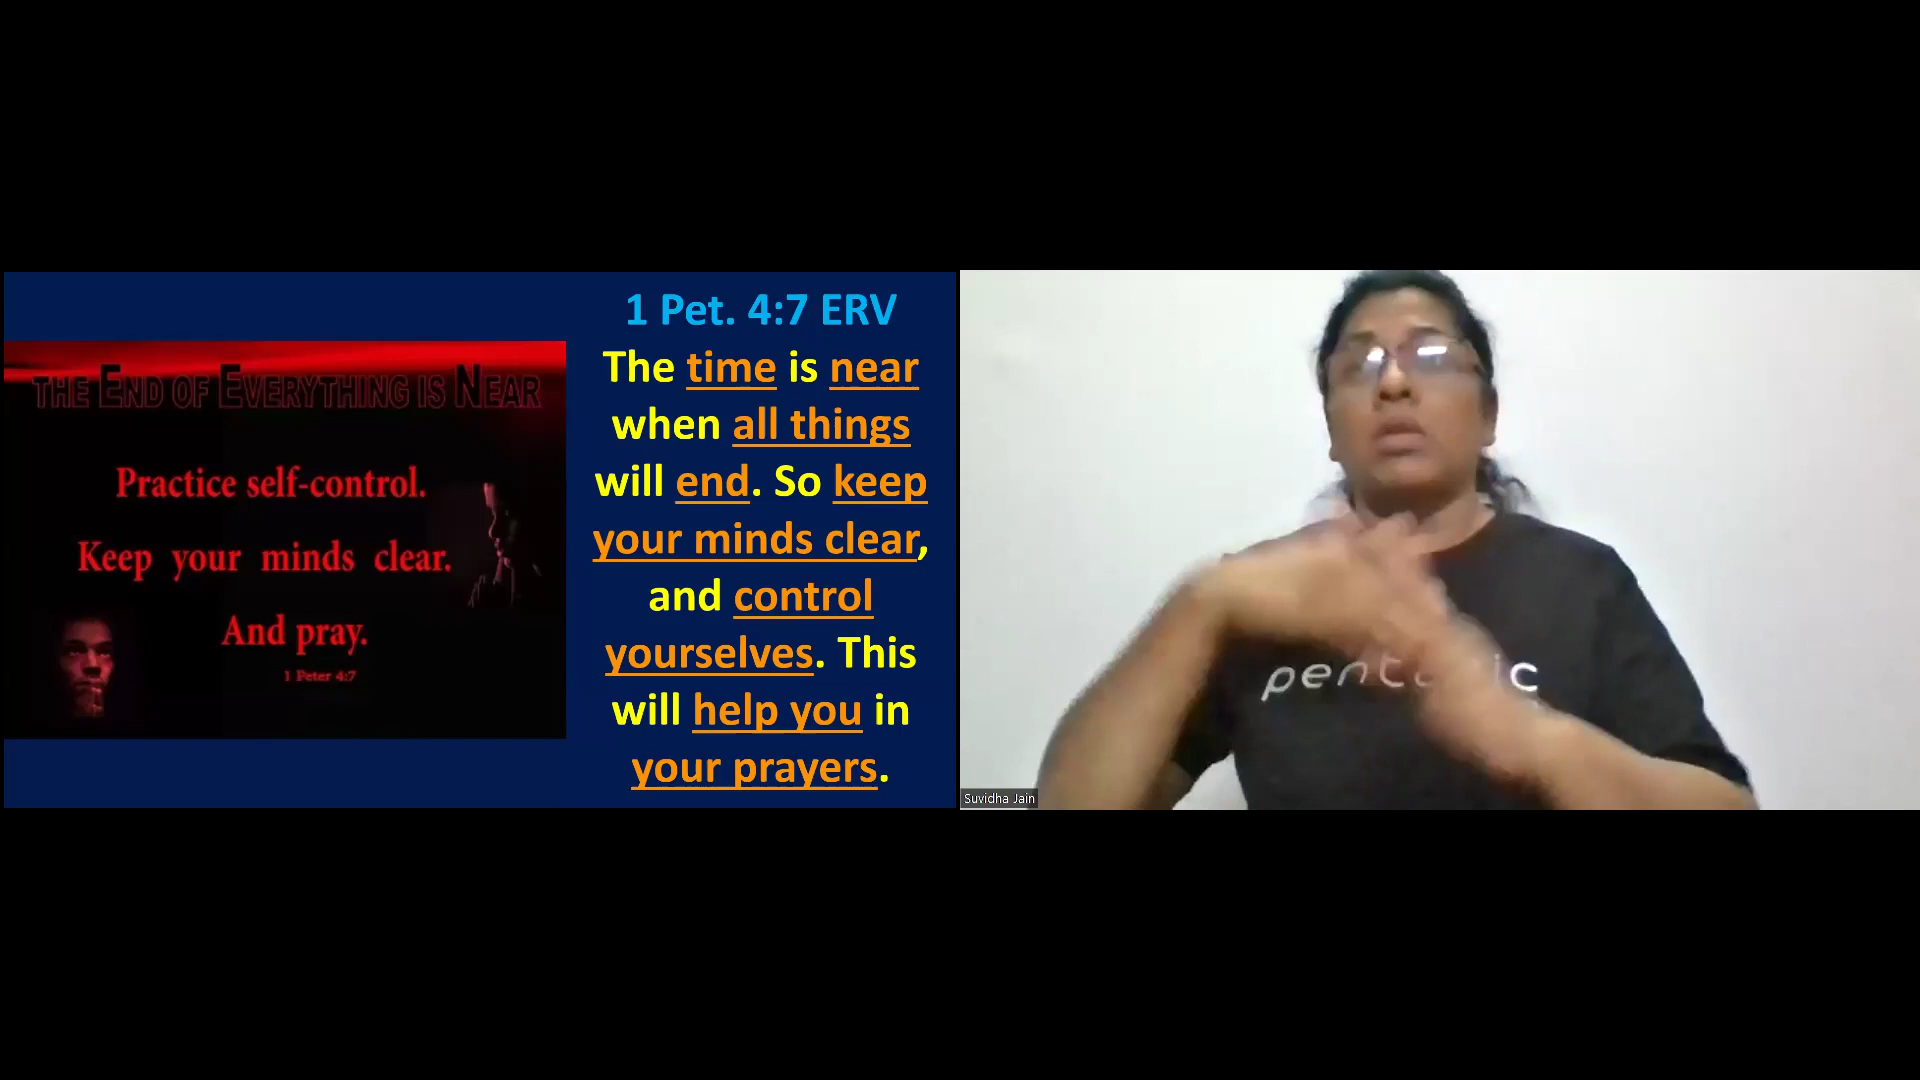 THE END OF EVERYTHING IS NEAR
Practice self-control.
Keep your minds clear.
And pray.
1 Peter 4:7
1 Pet. 4:7 ERV
The time is near
when all things
will end. So keep
your minds clear,
and control
yourselves. This
will help you in
your prayers.
Suvidha Jain